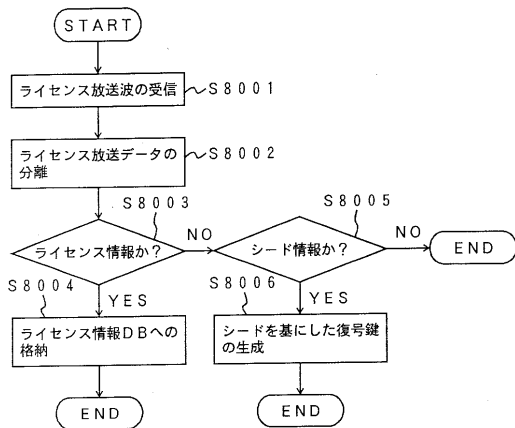 START
ライセンス放送波の受信
S8001
ライセンス放送データの
分離
S8002
S8003
ライセンス情報か?
NO
S8005
シード情報か?
NO
END
S8004
YES
ライセンス情報DBへの
格納
END
S8006
YES
シードを基にした復号鍵
の生成
END